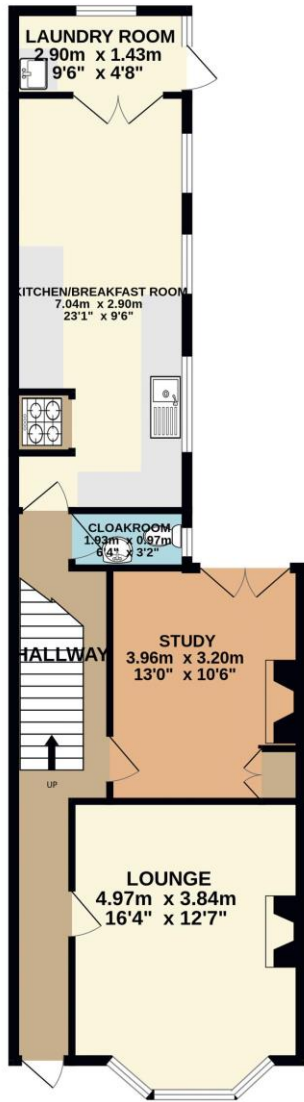 LAUNDRY ROOM
2.90m x 1.43m
9'6" x 4'8"
KITCHEN/BREAKFAST ROOM
7.04m x 2.90m
23'1" x 9'6"
CLOAKROOM
1.93m x 0.97m
6'4" x 3'2"
HALLWAY
STUDY
3.96m x 3.20m
13'0" x 10'6"
UP
LOUNGE
4.97m x 3.84m
16'4" x 12'7"